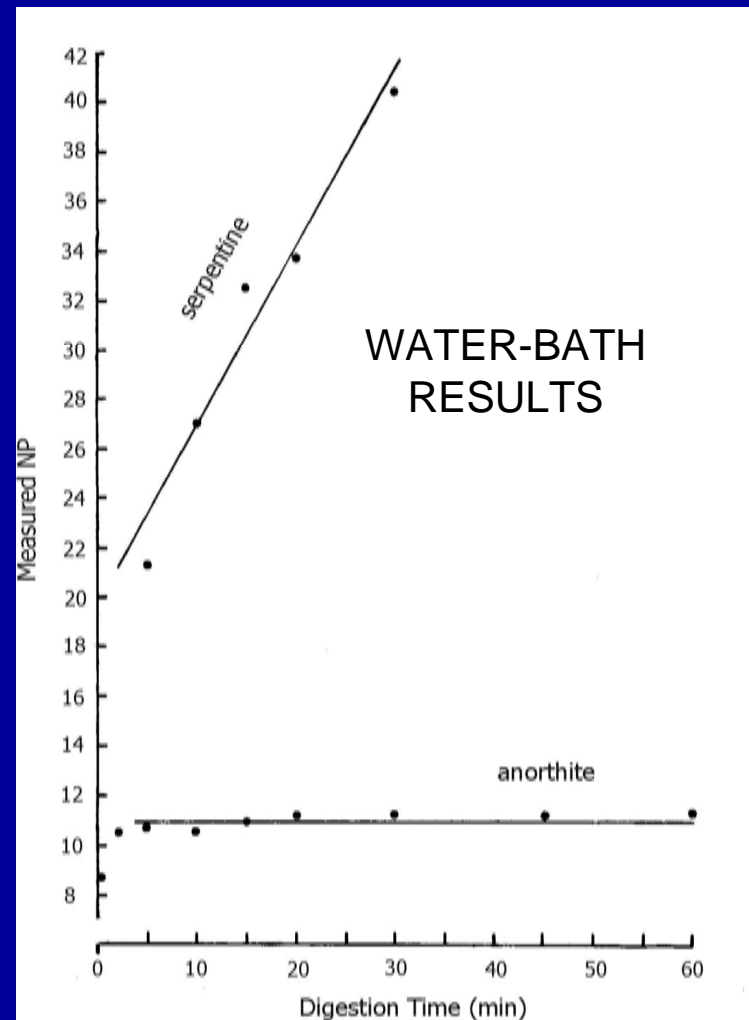 42
40
38
36
34
32
30
28
26
24
22
20
18
16
14
12
10
8
Measured NP
serpentine
WATER-BATH
RESULTS
anorthite
0 10 20 30 40 50 60
Digestion Time (min)